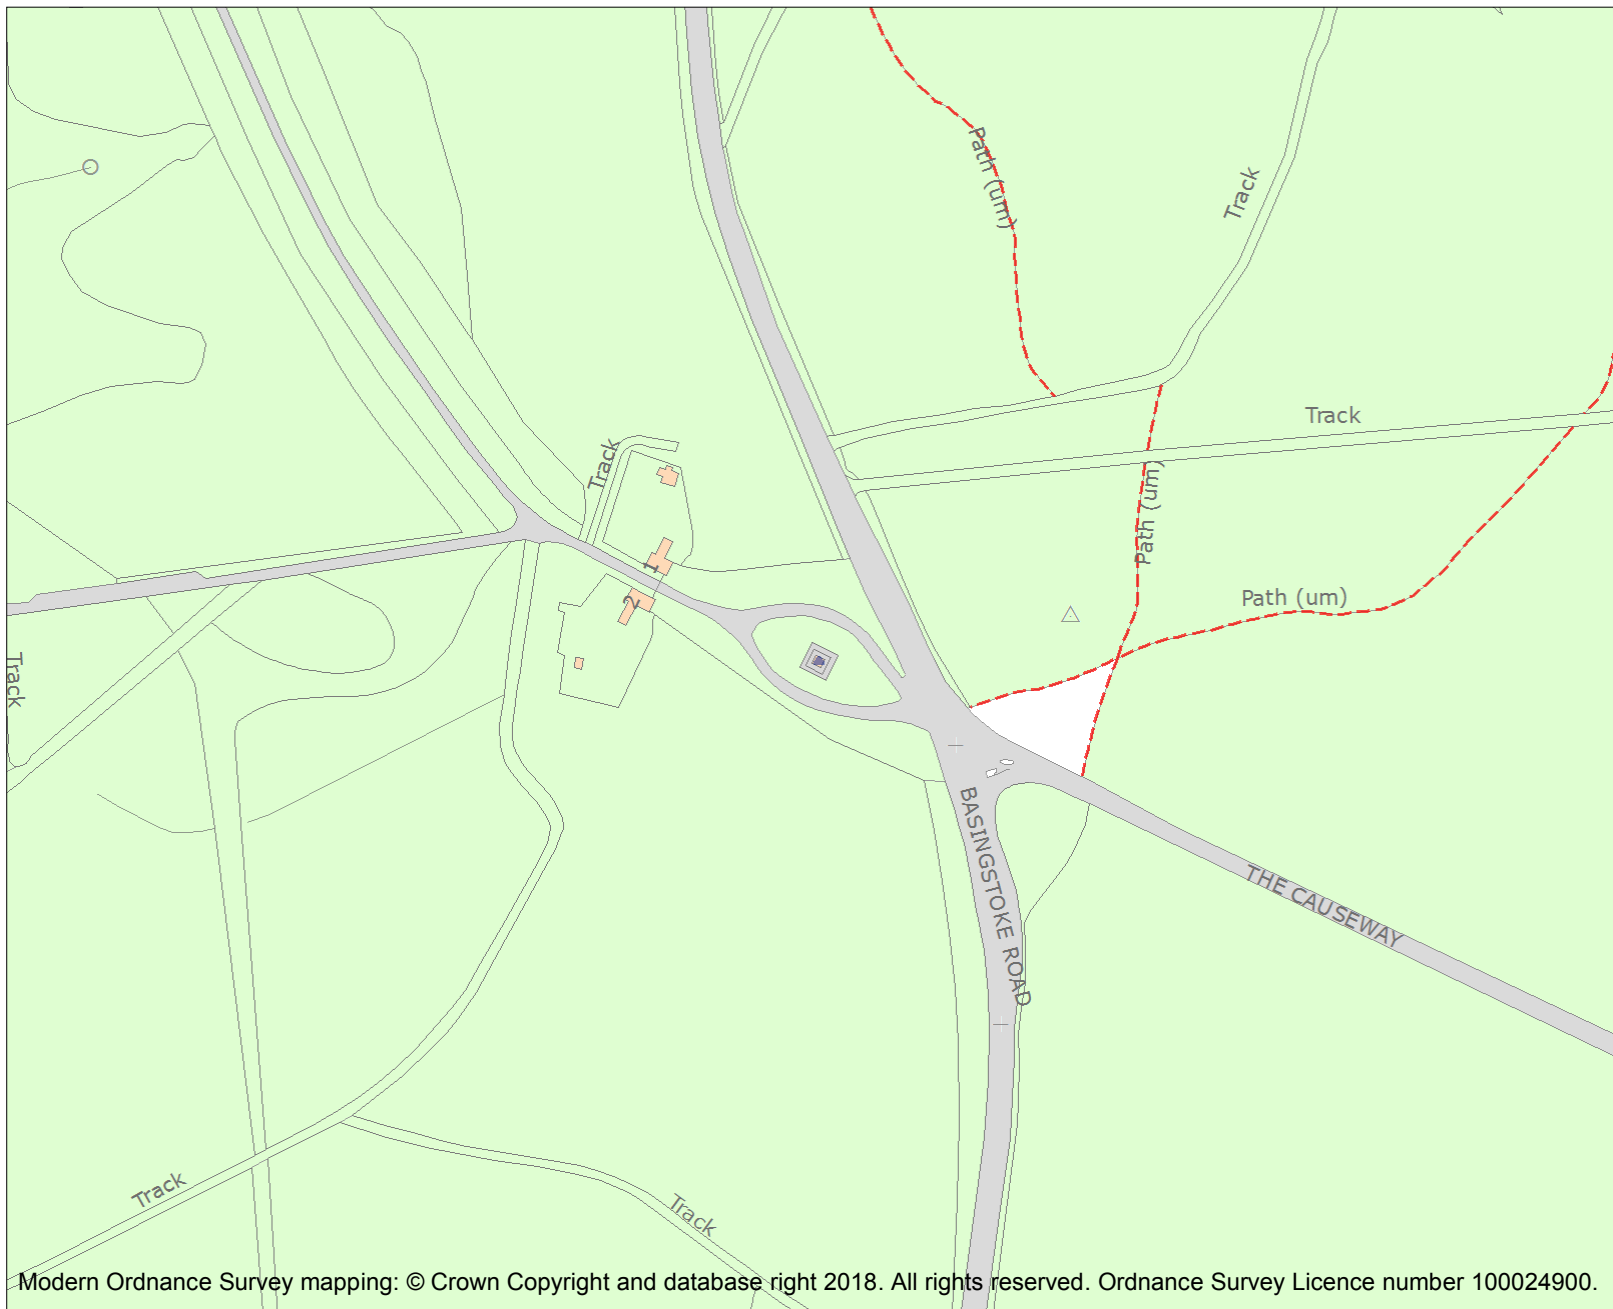 Path (um)
Track
Track
Track
Path (um)
1
2
Path (um)
Track
BASINGSTOKE ROAD
THE CAUSEWAY
Track
Track
Modern Ordnance Survey mapping: © Crown Copyright and database right 2018. All rights reserved. Ordnance Survey Licence number 100024900.